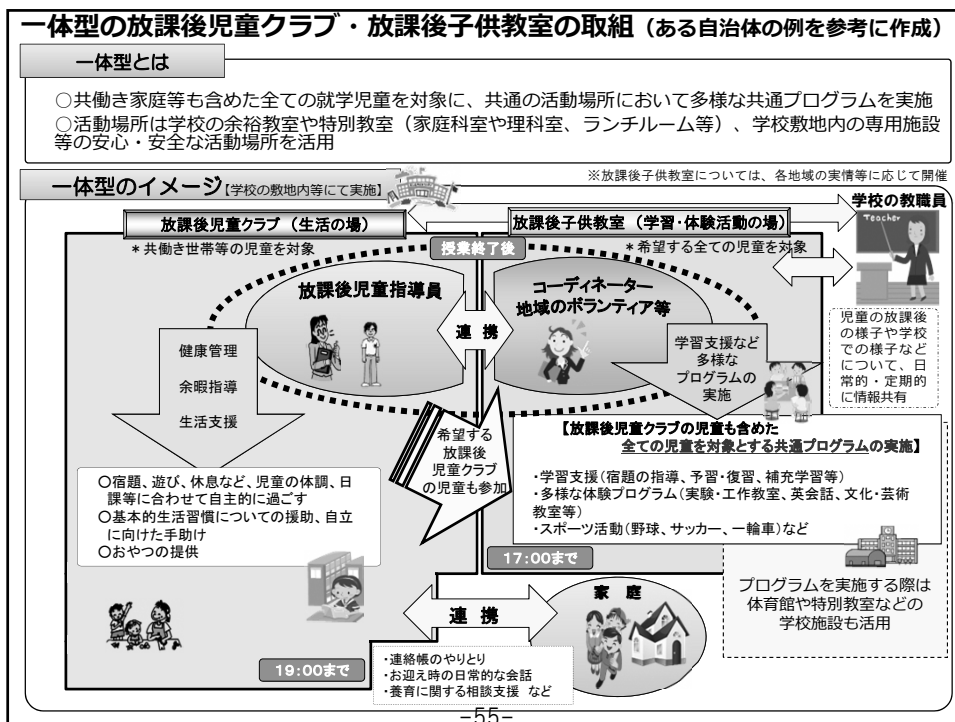 一体型の放課後児童クラブ・放課後子供教室の取組（ある自治体の例を参考に作成）
一体型とは
○共働き家庭等も含めた全ての就学児童を対象に、共通の活動場所において多様な共通プログラムを実施
○活動場所は学校の余裕教室や特別教室（家庭科室や理科室、ランチルーム等）、学校敷地内の専用施設
等の安心・安全な活動場所を活用
一体型のイメージ【学校の敷地内等にて実施】
※放課後子供教室については、各地域の実情等に応じて開催
放課後児童クラブ（生活の場）
＊共働き世帯等の児童を対象
放課後子供教室（学習・体験活動の場）
＊希望する全ての児童を対象
授業終了後
学校の教職員
Teacher
児童の放課後
の様子や学校
での様子など
について、日
常的・定期的
に情報共有
放課後児童指導員
連携
コーディネーター
地域のボランティア等
健康管理
余暇指導
生活支援
学習支援など
多様な
プログラムの
実施
希望する
放課後
児童クラブ
の児童も参加
○宿題、遊び、休息など、児童の体調、日
課等に合わせて自主的に過ごす
○基本的生活習慣についての援助、自立
に向けた手助け
○おやつの提供
【放課後児童クラブの児童も含めた
全ての児童を対象とする共通プログラムの実施】
・学習支援（宿題の指導、予習・復習、補充学習等）
・多様な体験プログラム（実験・工作教室、英会話、文化・芸術
教室等）
・スポーツ活動（野球、サッカー、一輪車）など
17:00まで
プログラムを実施する際は
体育館や特別教室などの
学校施設も活用
連携
家庭
19:00まで
・連絡帳のやりとり
・お迎え時の日常的な会話
・養育に関する相談支援 など
-55-